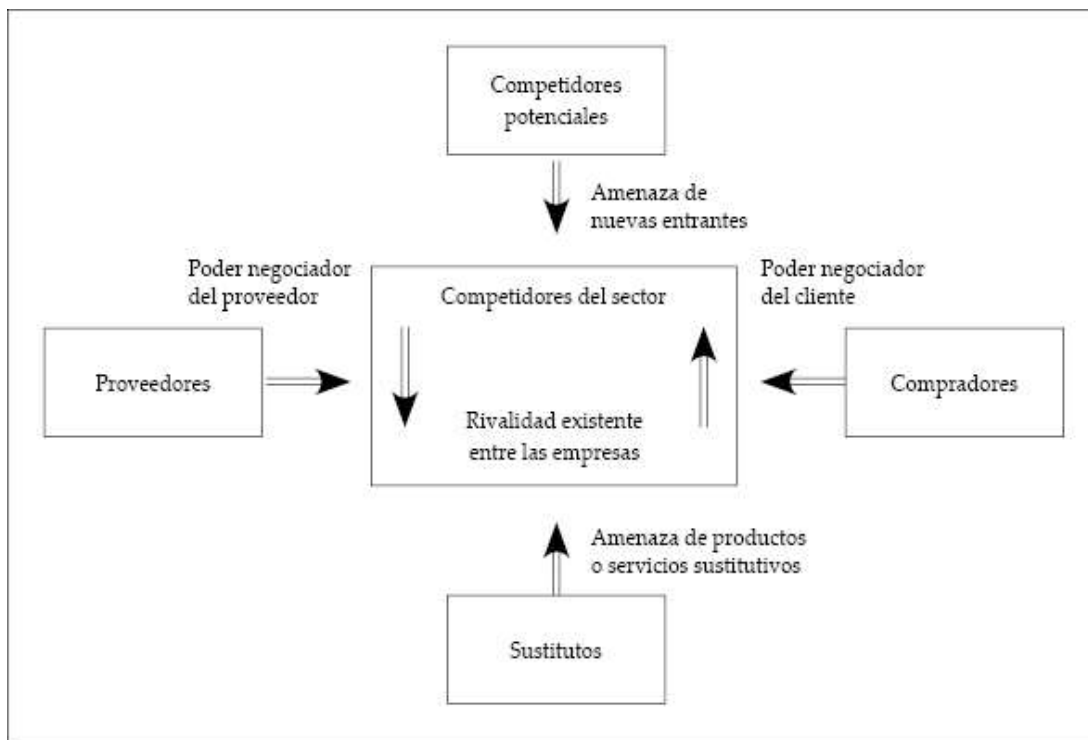 Competidores
potenciales
Amenaza de
nuevas entrantes
Poder negociador
del proveedor
Competidores del sector
Poder negociador
del cliente
Proveedores
Rivalidad existente
entre las empresas
Compradores
Amenaza de productos
o servicios sustitutivos
Sustitutos